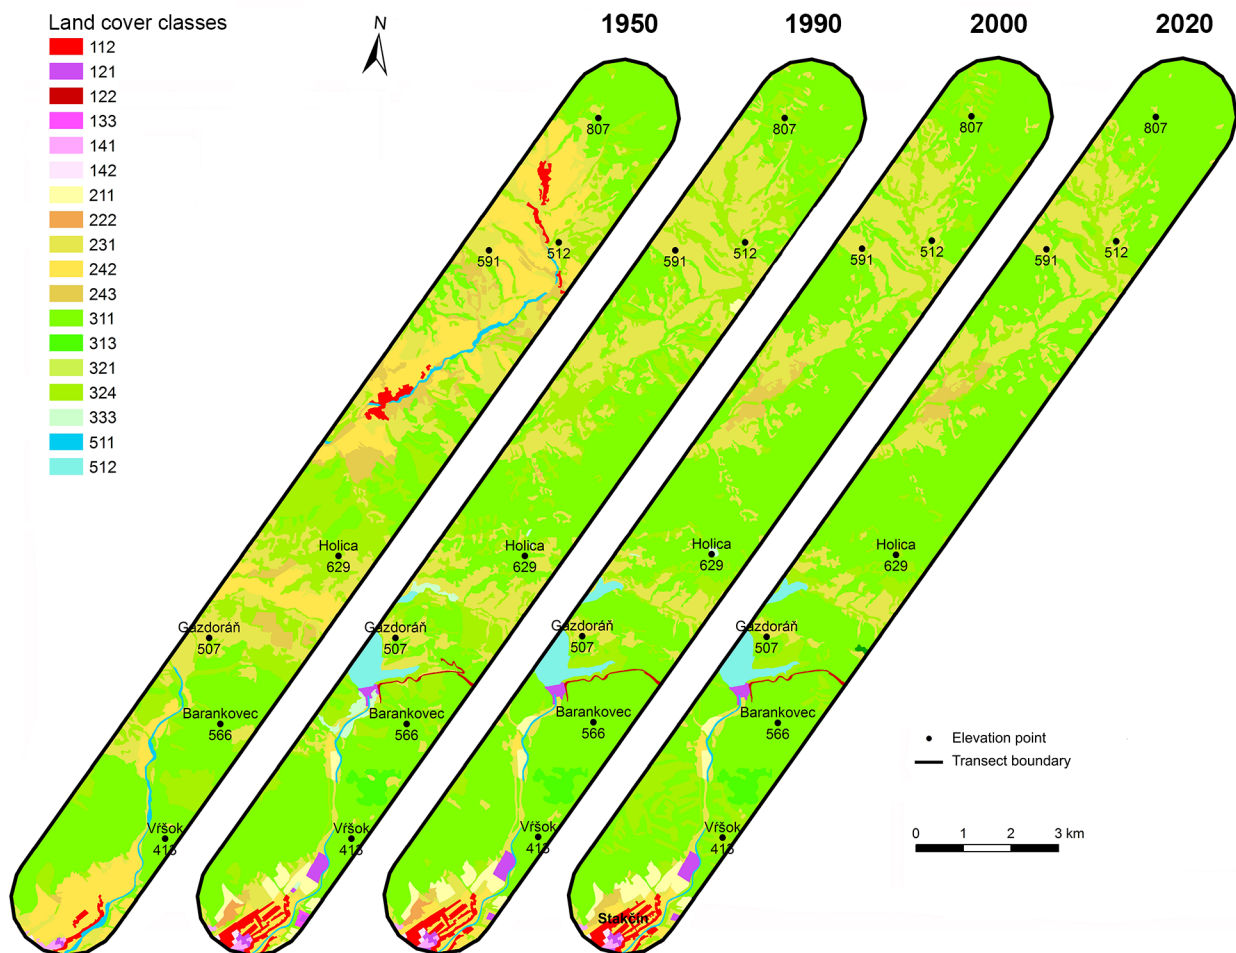 Land cover classes
112
121
122
133
141
142
211
222
231
242
243
311
313
321
324
333
511
512
N
1950
1990
2000
2020
807
807
807
807
591
512
591
512
591
512
591
512
Holica
629
Holica
629
Holica
629
Holica
629
Gazdoráň
507
Gazdoráň
507
Gazdoráň
507
Gazdoráň
507
Barankovec
566
Barankovec
566
Barankovec
566
Barankovec
566
Vŕšok
413
Vŕšok
413
Vŕšok
413
Vŕšok
413
Stakčín
Elevation point
Transect boundary
0 1 2 3 km